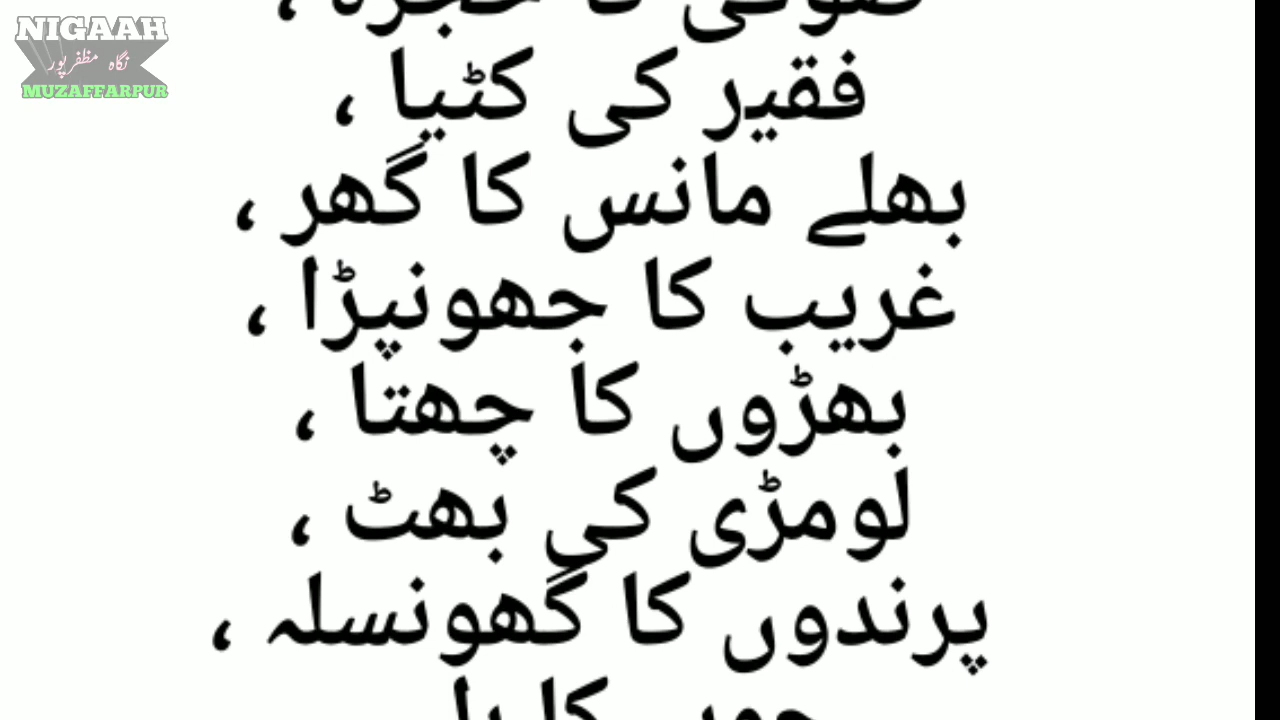 NIGAAH
نگاہ مظفرپور
MUZAFFARPUR
فقیر کی کٹیا ،
بھلے مانس کا گھر ،
غریب کا جھونپڑا ،
بھڑوں کا چھتا ،
لومڑی کی بھٹ ،
پرندوں کا گھونسلہ ،